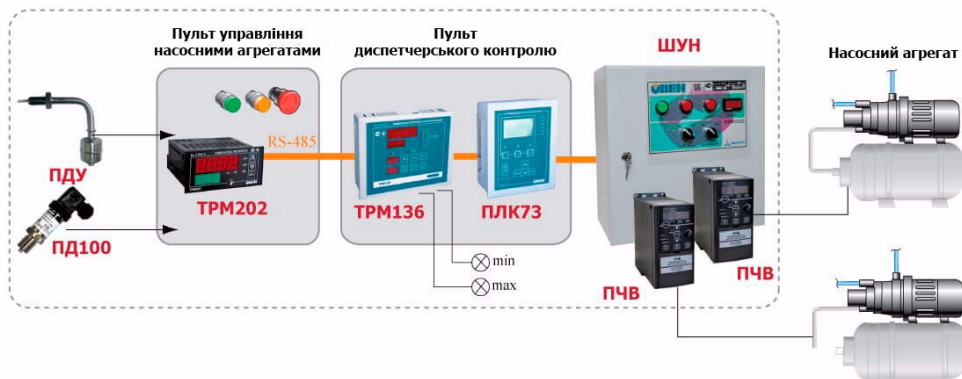 Пульт управління
насосними агрегатами
Пульт
диспетчерського контролю
ШУН
Насосний агрегат
RS-485
ПДУ
ТРМ202
ТРМ136
ПЛК73
ПД100
min
max
ПЧВ
ПЧВ